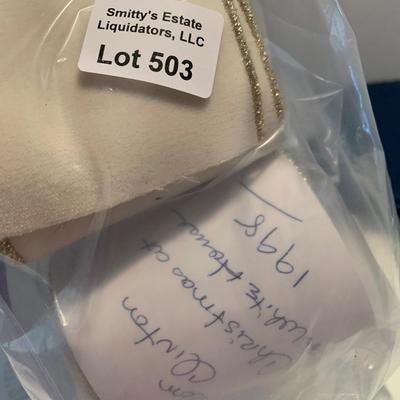 Smitty's Estate
Liquidators, LLC
Lot 503
Clinton
Christmas at
White House
1998